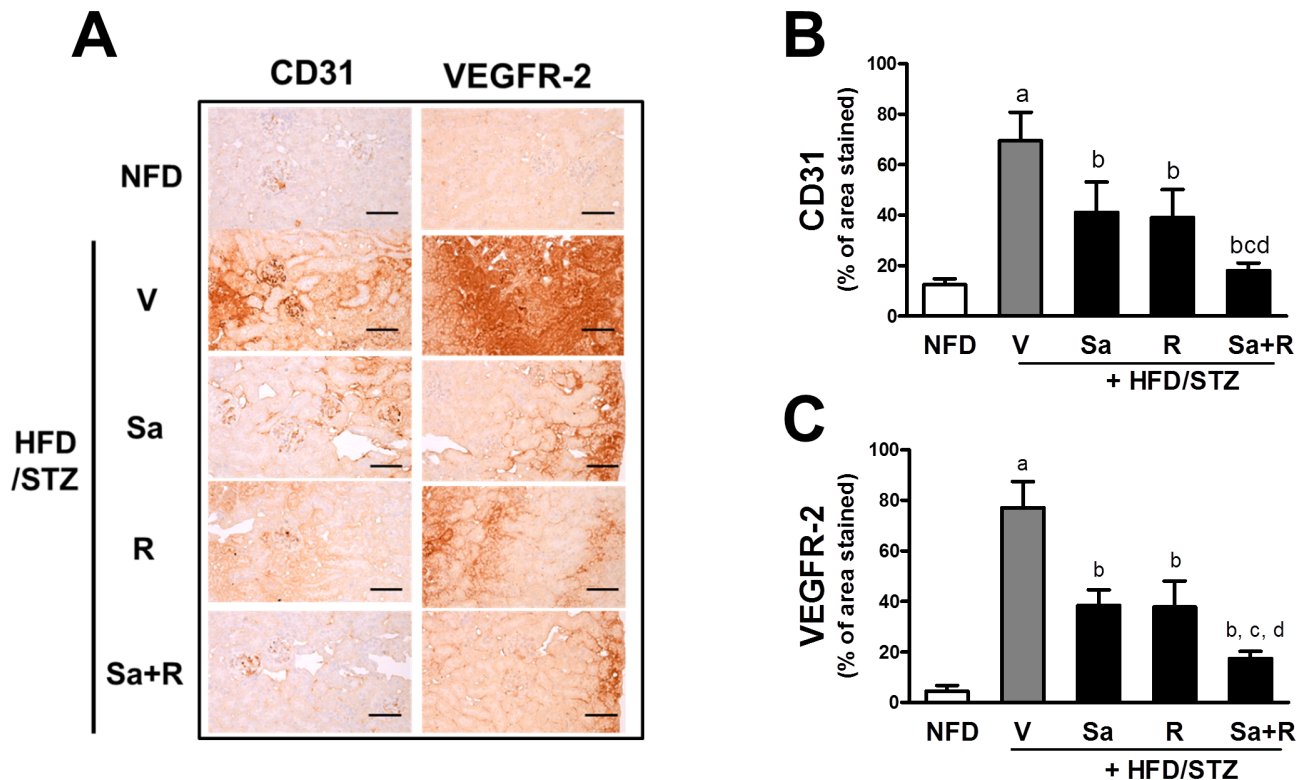 A
CD31 VEGFR-2
NFD
V
Sa
R
Sa+R
HFD
/STZ
B
CD31
(% of area stained)
100
80
60
40
20
0
a
b
b
bcd
NFD V Sa R Sa+R
+ HFD/STZ
C
VEGFR-2
(% of area stained)
100
80
60
40
20
0
a
b
b
b, c, d
NFD V Sa R Sa+R
+ HFD/STZ